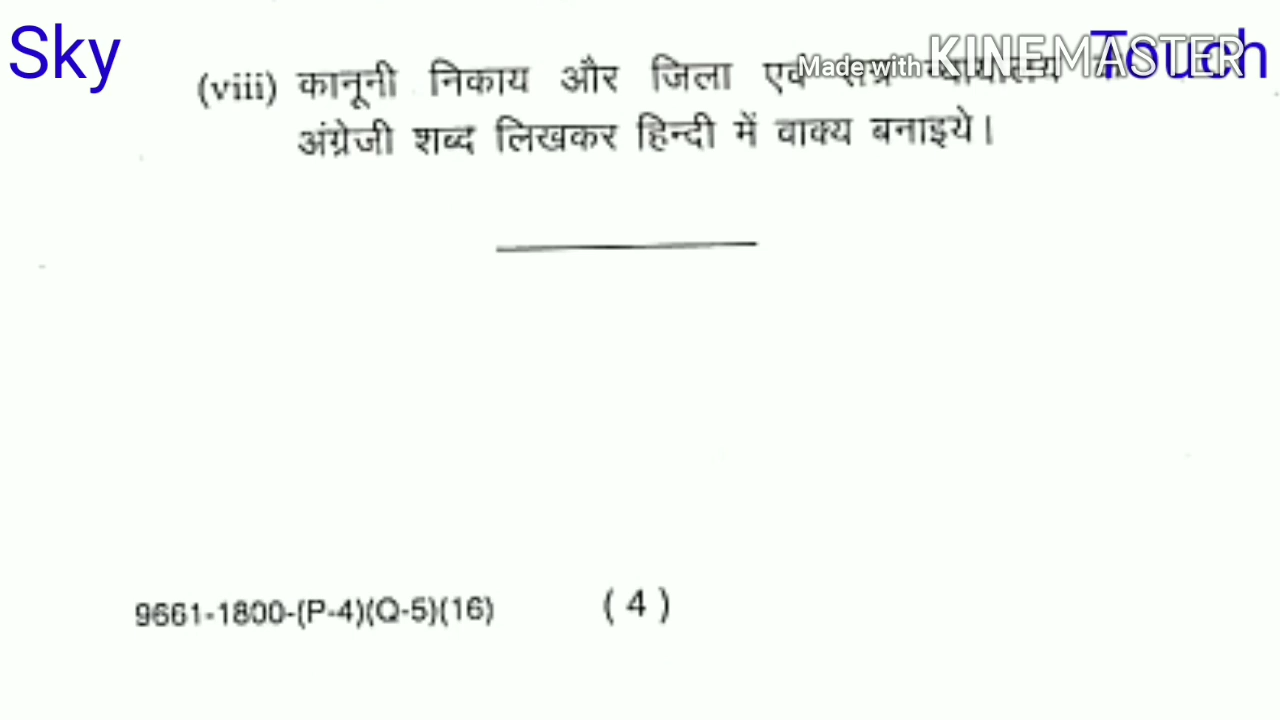 Sky
Touch
Made with KINEMASTER
(viii) कानूनी निकाय और जिला एवं
अंग्रेजी शब्द लिखकर हिन्दी में वाक्य बनाइये।
9661-1800-(P-4)(Q-5)(16)
( 4 )